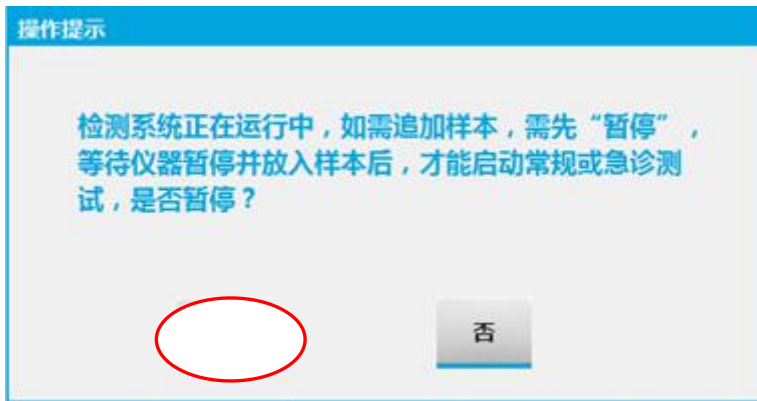 操作提示
检测系统正在运行中，如需追加样本，需先“暂停”，
等待仪器暂停并放入样本后，才能启动常规或急诊测
试，是否暂停？
否